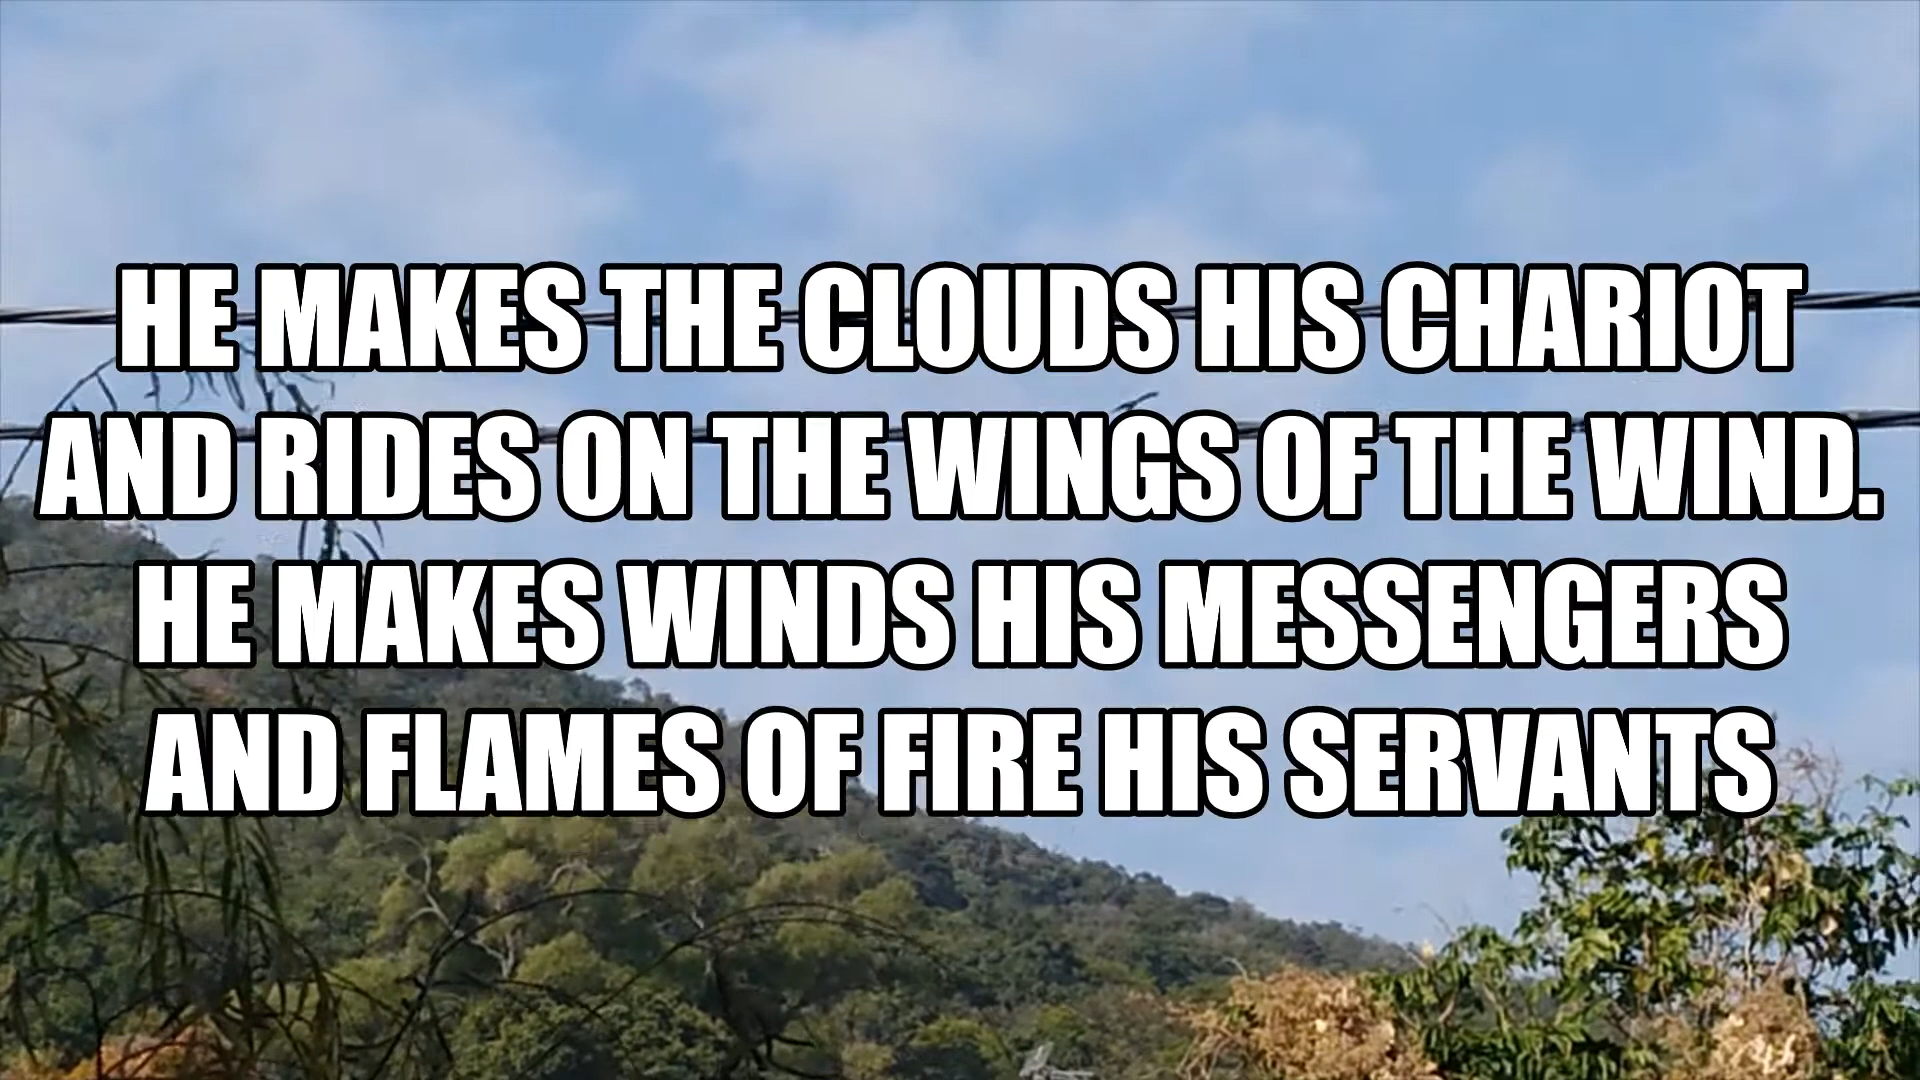 HE MAKES THE CLOUDS HIS CHARIOT
AND RIDES ON THE WINGS OF THE WIND.
HE MAKES WINDS HIS MESSENGERS
AND FLAMES OF FIRE HIS SERVANTS